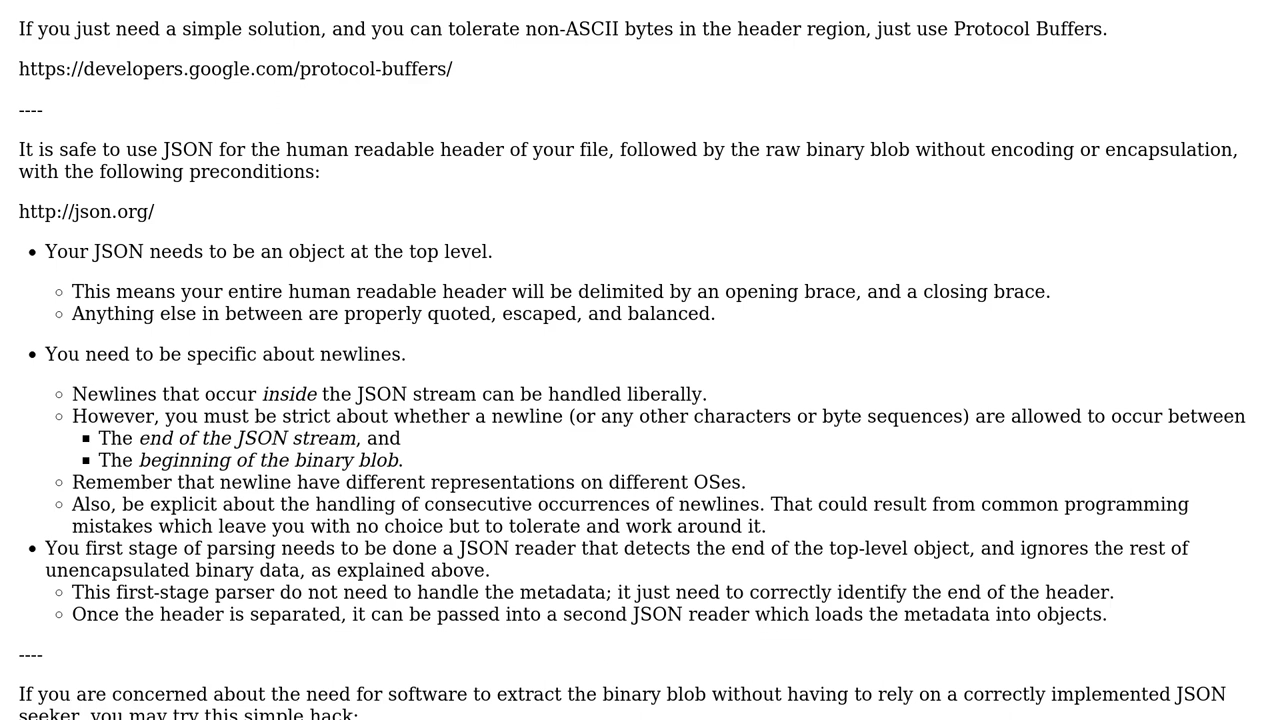 If you just need a simple solution, and you can tolerate non-ASCII bytes in the header region, just use Protocol Buffers.
https://developers.google.com/protocol-buffers/
----
It is safe to use JSON for the human readable header of your file, followed by the raw binary blob without encoding or encapsulation,
with the following preconditions:
http://json.org/
• Your JSON needs to be an object at the top level.
◦ This means your entire human readable header will be delimited by an opening brace, and a closing brace.
◦ Anything else in between are properly quoted, escaped, and balanced.
• You need to be specific about newlines.
◦ Newlines that occur inside the JSON stream can be handled liberally.
◦ However, you must be strict about whether a newline (or any other characters or byte sequences) are allowed to occur between
▪ The end of the JSON stream, and
▪ The beginning of the binary blob.
◦ Remember that newline have different representations on different OSes.
◦ Also, be explicit about the handling of consecutive occurrences of newlines. That could result from common programming
mistakes which leave you with no choice but to tolerate and work around it.
• You first stage of parsing needs to be done a JSON reader that detects the end of the top-level object, and ignores the rest of
unencapsulated binary data, as explained above.
◦ This first-stage parser do not need to handle the metadata; it just need to correctly identify the end of the header.
◦ Once the header is separated, it can be passed into a second JSON reader which loads the metadata into objects.
----
If you are concerned about the need for software to extract the binary blob without having to rely on a correctly implemented JSON
seeker, you may try this simple hack: